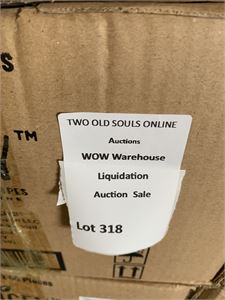 S
TM
TWO OLD SOULS ONLINE
Auctions
WOW Warehouse
Liquidation
Auction Sale
Lot 318